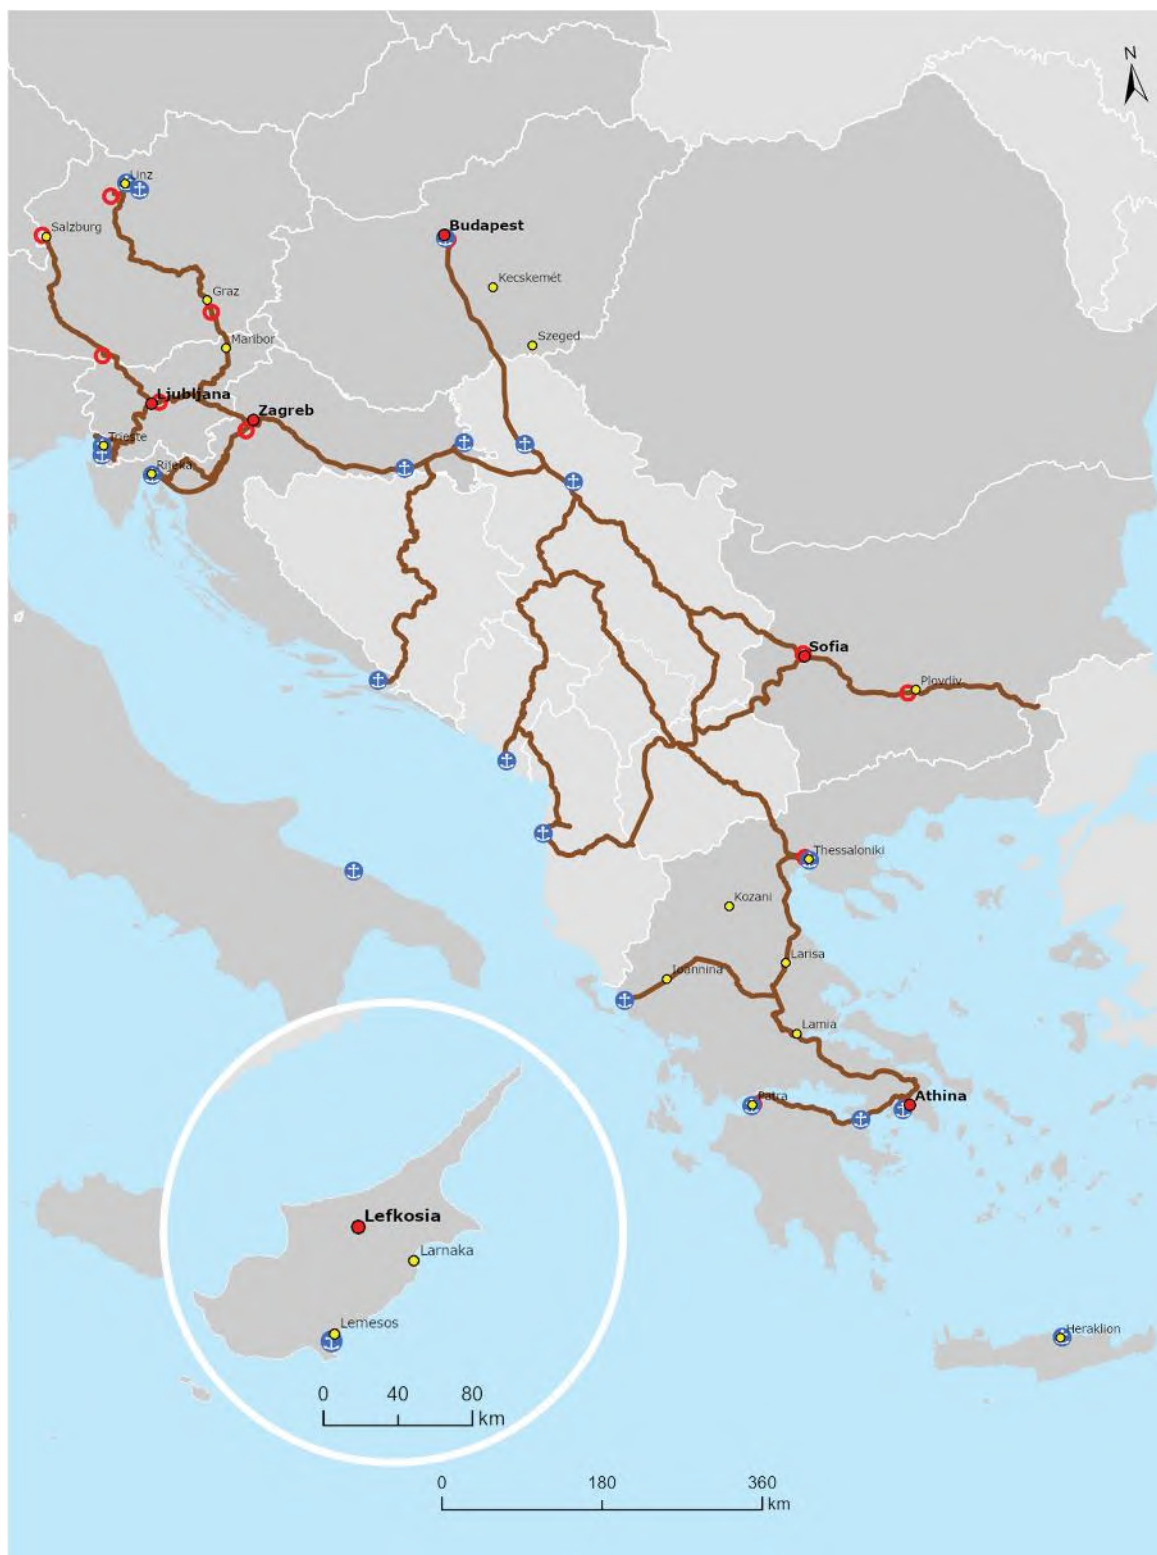 N
Linz
Salzburg
Budapest
Kecskemét
Graz
Szeged
Maribor
Ljubljana
Zagreb
Trieste
Rijeka
Sofia
Plovdiv
Thessaloniki
Kozani
Larisa
Ioannina
Lamia
Patra
Athina
Lefkosia
Larnaka
Lemesos
Heraklion
0 40 80
km
0 180 360
km